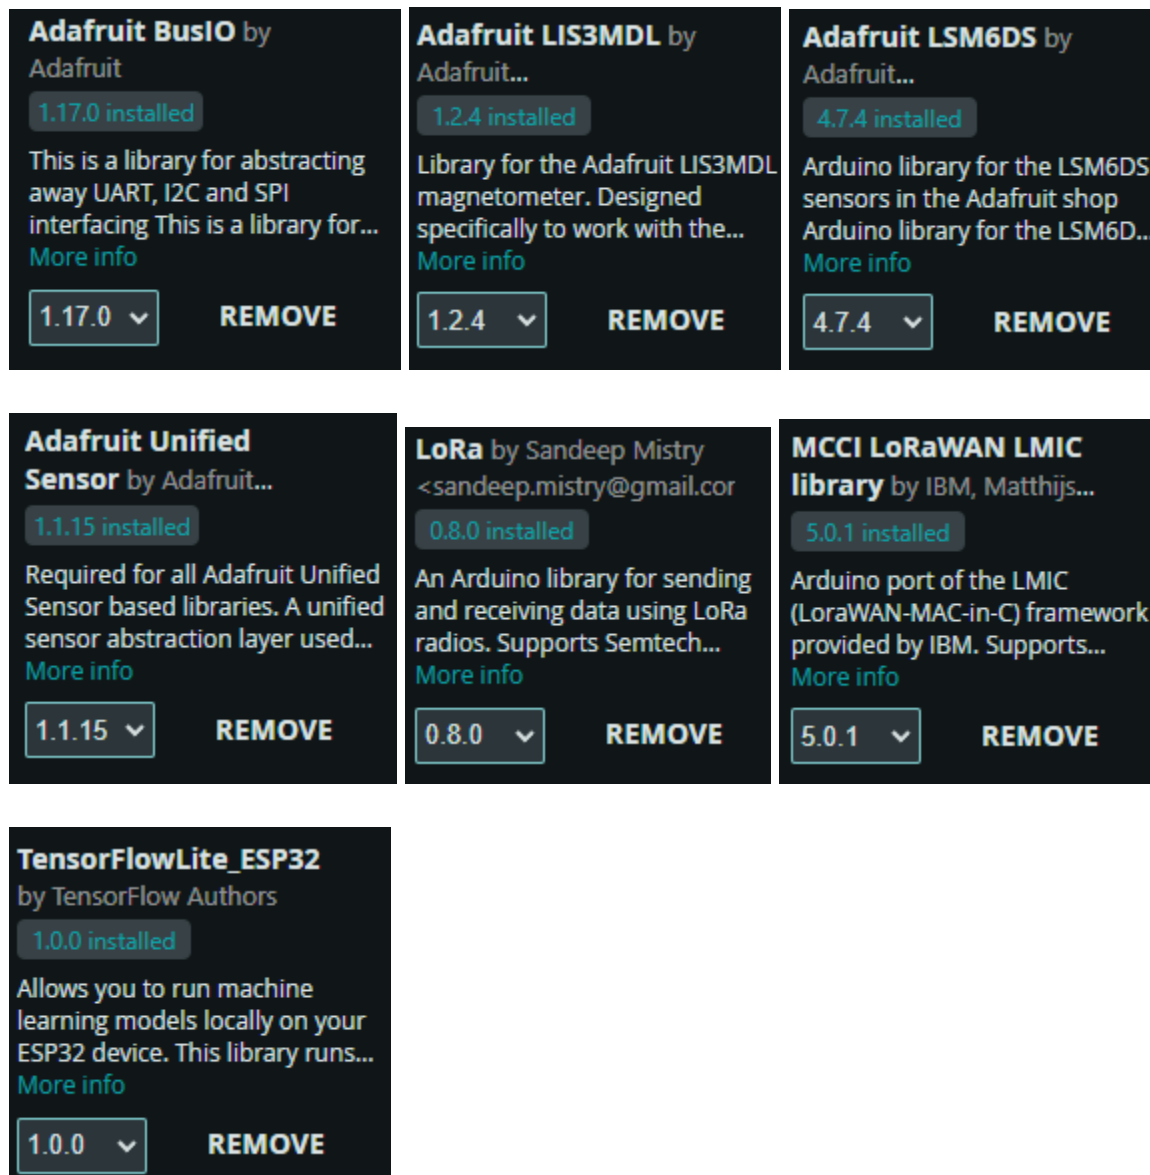 Adafruit BusIO by
Adafruit
1.17.0 installed
This is a library for abstracting
away UART, I2C and SPI
interfacing This is a library for...
More info
1.17.0
REMOVE
Adafruit LIS3MDL by
Adafruit...
1.2.4 installed
Library for the Adafruit LIS3MDL
magnetometer. Designed
specifically to work with the...
More info
1.2.4
REMOVE
Adafruit LSM6DS by
Adafruit...
4.7.4 installed
Arduino library for the LSM6DS
sensors in the Adafruit shop
Arduino library for the LSM6D...
More info
4.7.4
REMOVE
Adafruit Unified
Sensor by Adafruit...
1.1.15 installed
Required for all Adafruit Unified
Sensor based libraries. A unified
sensor abstraction layer used...
More info
1.1.15
REMOVE
LoRa by Sandeep Mistry
<sandeep.mistry@gmail.cor
0.8.0 installed
An Arduino library for sending
and receiving data using LoRa
radios. Supports Semtech...
More info
0.8.0
REMOVE
MCCI LoRaWAN LMIC
library by IBM, Matthijs...
5.0.1 installed
Arduino port of the LMIC
(LoraWAN-MAC-in-C) framework
provided by IBM. Supports...
More info
5.0.1
REMOVE
TensorFlowLite_ESP32
by TensorFlow Authors
1.0.0 installed
Allows you to run machine
learning models locally on your
ESP32 device. This library runs...
More info
1.0.0
REMOVE